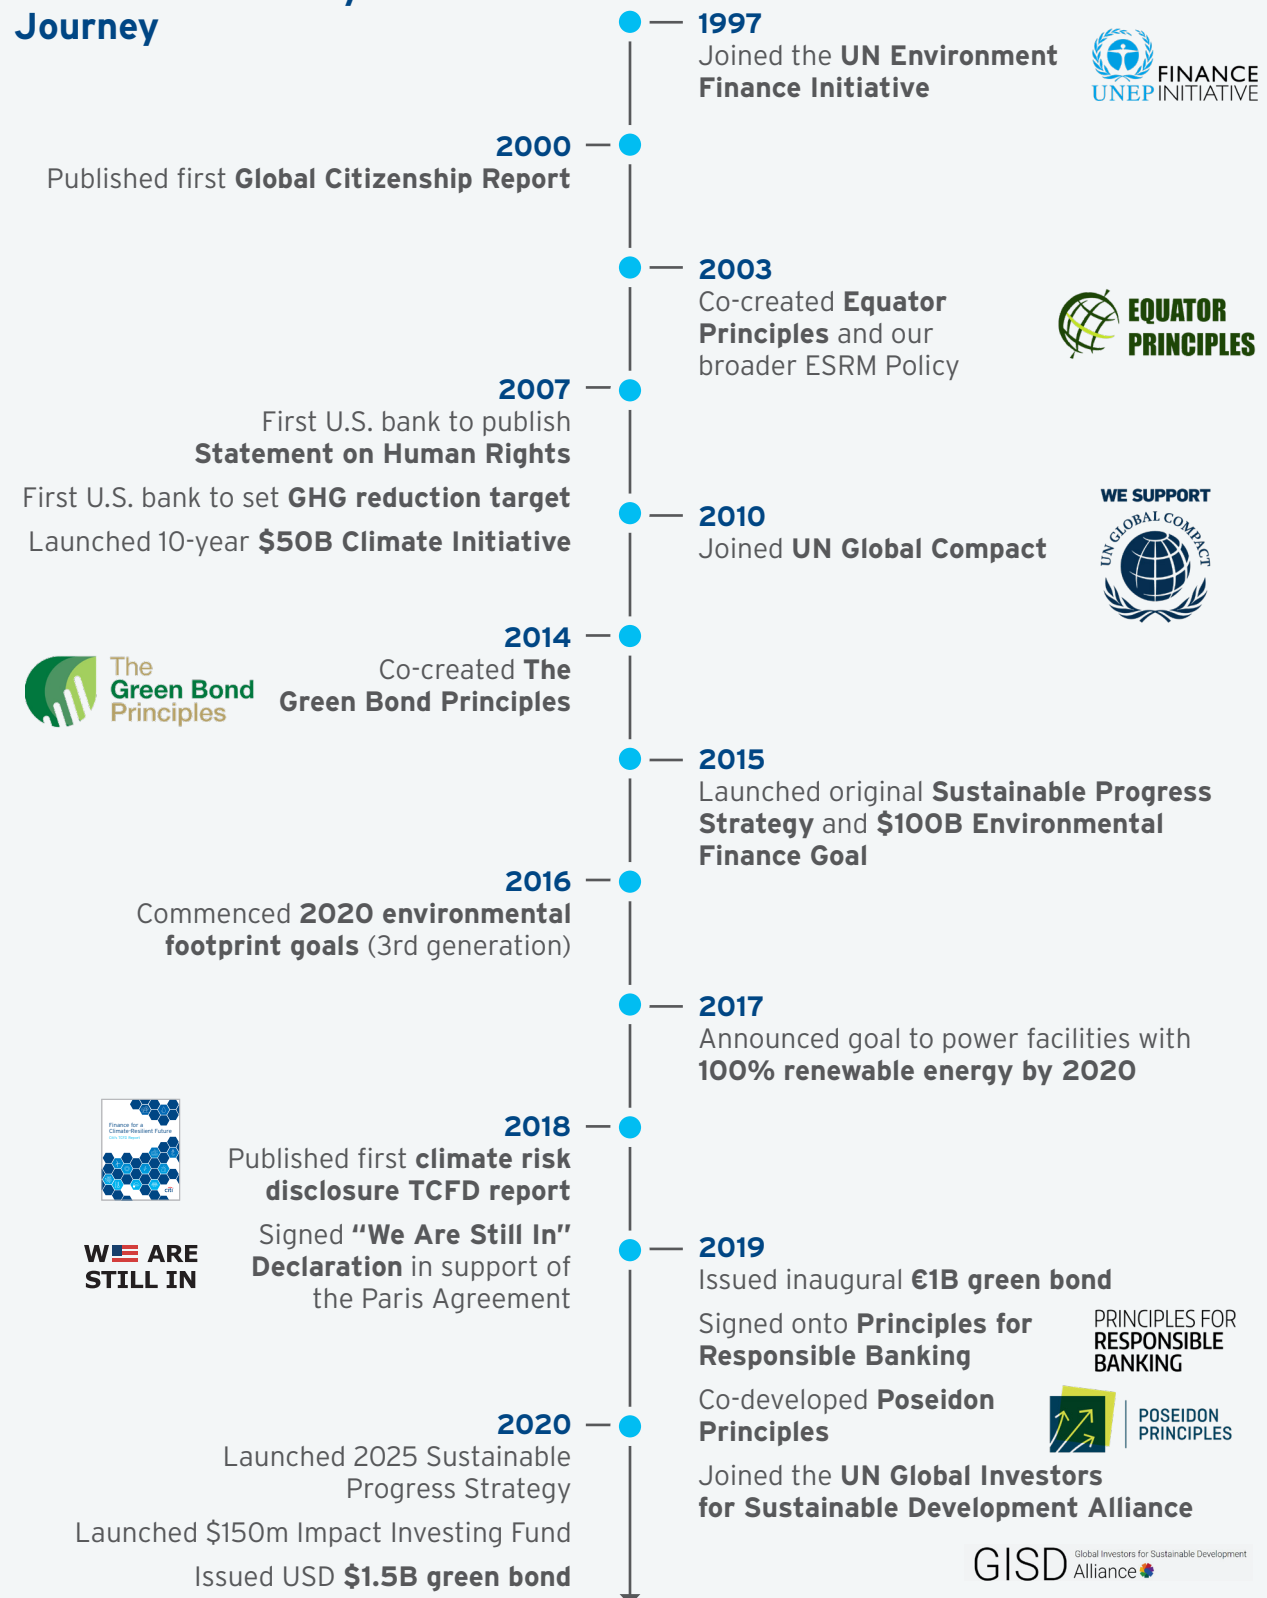 Journey
1997
Joined the UN Environment
Finance Initiative
FINANCE
UNEP INITIATIVE
2000
Published first Global Citizenship Report
2003
Co-created Equator
Principles and our
broader ESRM Policy
EQUATOR
PRINCIPLES
2007
First U.S. bank to publish
Statement on Human Rights
First U.S. bank to set GHG reduction target
Launched 10-year $50B Climate Initiative
2010
Joined UN Global Compact
WE SUPPORT
UN GLOBAL COMPACT
2014
Co-created The
Green Bond Principles
The
Green Bond
Principles
2015
Launched original Sustainable Progress
Strategy and $100B Environmental
Finance Goal
2016
Commenced 2020 environmental
footprint goals (3rd generation)
2017
Announced goal to power facilities with
100% renewable energy by 2020
2018
Published first climate risk
disclosure TCFD report
Finance for a
Climate-Resilient Future
citi
Signed “We Are Still In”
Declaration in support of
the Paris Agreement
W ARE
STILL IN
2019
Issued inaugural €1B green bond
Signed onto Principles for
Responsible Banking
PRINCIPLES FOR
RESPONSIBLE
BANKING
Co-developed Poseidon
Principles
POSEIDON
PRINCIPLES
Joined the UN Global Investors
for Sustainable Development Alliance
GISD Global Investors for Sustainable Development
Alliance
2020
Launched 2025 Sustainable
Progress Strategy
Launched $150m Impact Investing Fund
Issued USD $1.5B green bond